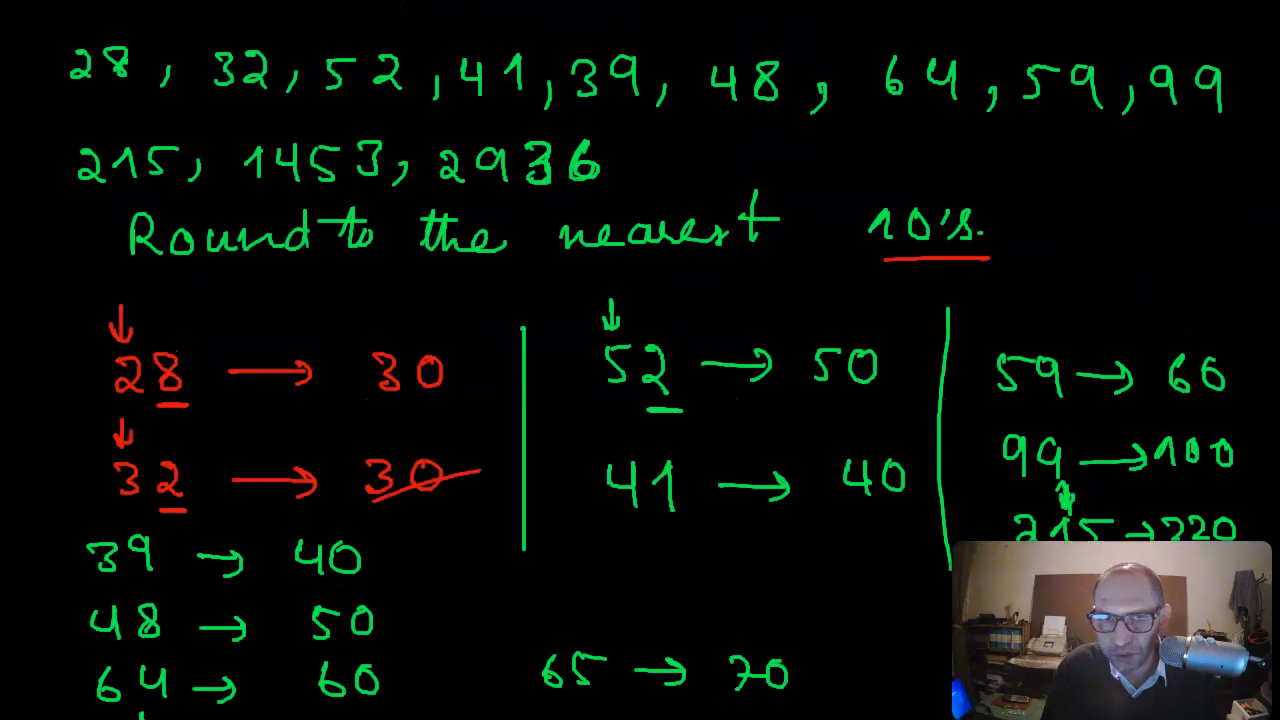 28, 32, 52, 41, 39, 48, 64, 59, 99
215, 1453, 2936
Round to the nearest 10's.
28 → 30
32 → 30
39 → 40
48 → 50
64 → 60
52 → 50
41 → 40
65 → 70
59 → 60
99 → 100
215 → 220